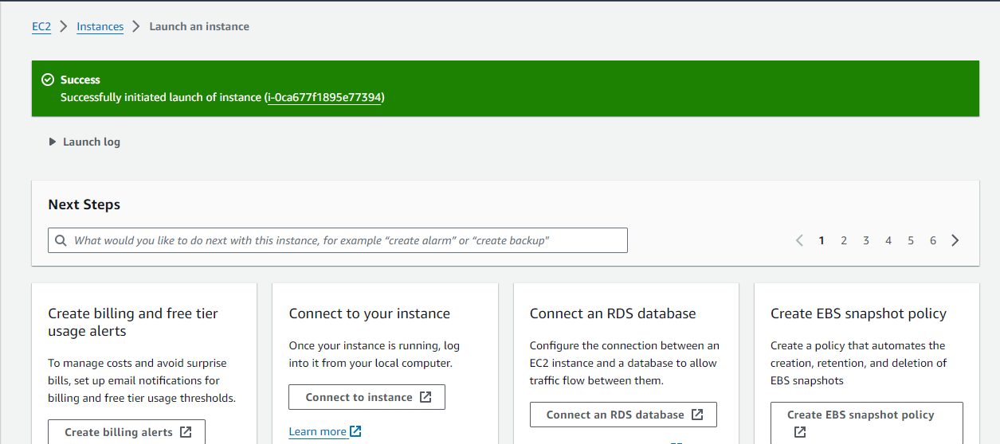 EC2 > Instances > Launch an instance
Success
Successfully initiated launch of instance (i-0ca677f1895e77394)
Launch log
Next Steps
What would you like to do next with this instance, for example “create alarm” or “create backup"
1 2 3 4 5 6
Create billing and free tier
usage alerts
To manage costs and avoid surprise
bills, set up email notifications for
billing and free tier usage thresholds.
Create billing alerts
Connect to your instance
Once your instance is running, log
into it from your local computer.
Connect to instance
Learn more
Connect an RDS database
Configure the connection between an
EC2 instance and a database to allow
traffic flow between them.
Connect an RDS database
Create EBS snapshot policy
Create a policy that automates the
creation, retention, and deletion of
EBS snapshots
Create EBS snapshot policy